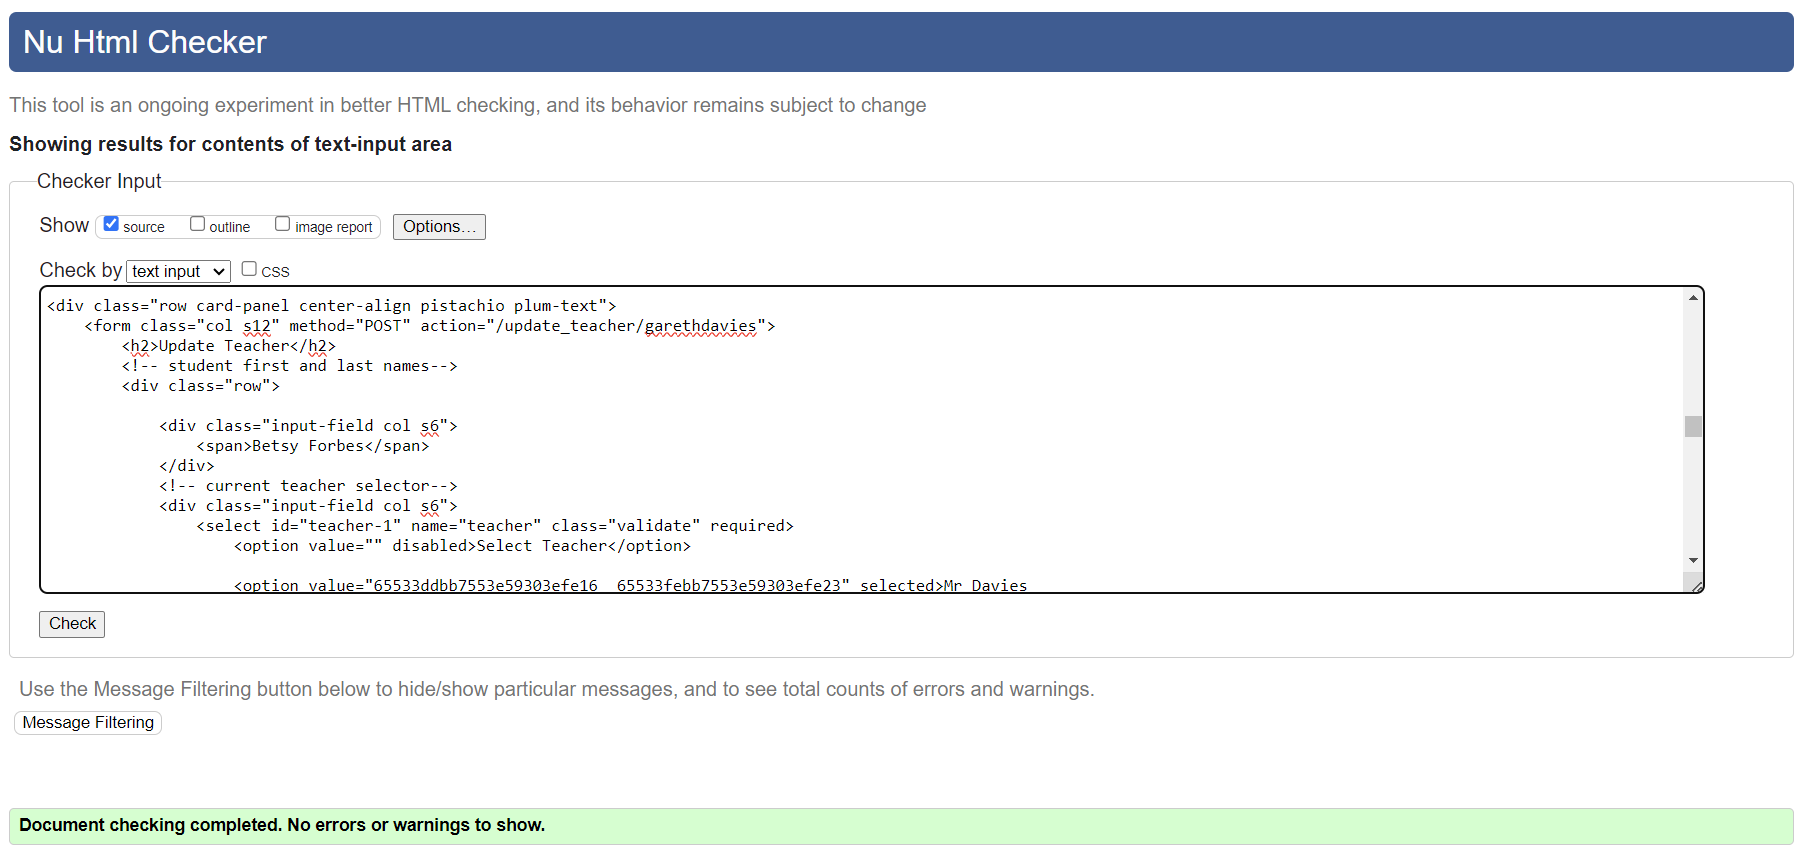 Nu Html Checker
This tool is an ongoing experiment in better HTML checking, and its behavior remains subject to change
Showing results for contents of text-input area
Checker Input
Show source outline image report Options...
Check by text input CSS
<div class="row card-panel center-align pistachio plum-text">
<form class="col s12" method="POST" action="/update_teacher/garethdavies">
<h2>Update Teacher</h2>
<!-- student first and last names-->
<div class="row">
<div class="input-field col s6">
<span>Betsy Forbes</span>
</div>
<!-- current teacher selector-->
<div class="input-field col s6">
<select id="teacher-1" name="teacher" class="validate" required>
<option value="" disabled>Select Teacher</option>
<option value="65533ddbb7553e59303efe16  65533febb7553e59303efe23" selected>Mr Davies
Check
Use the Message Filtering button below to hide/show particular messages, and to see total counts of errors and warnings.
Message Filtering
Document checking completed. No errors or warnings to show.